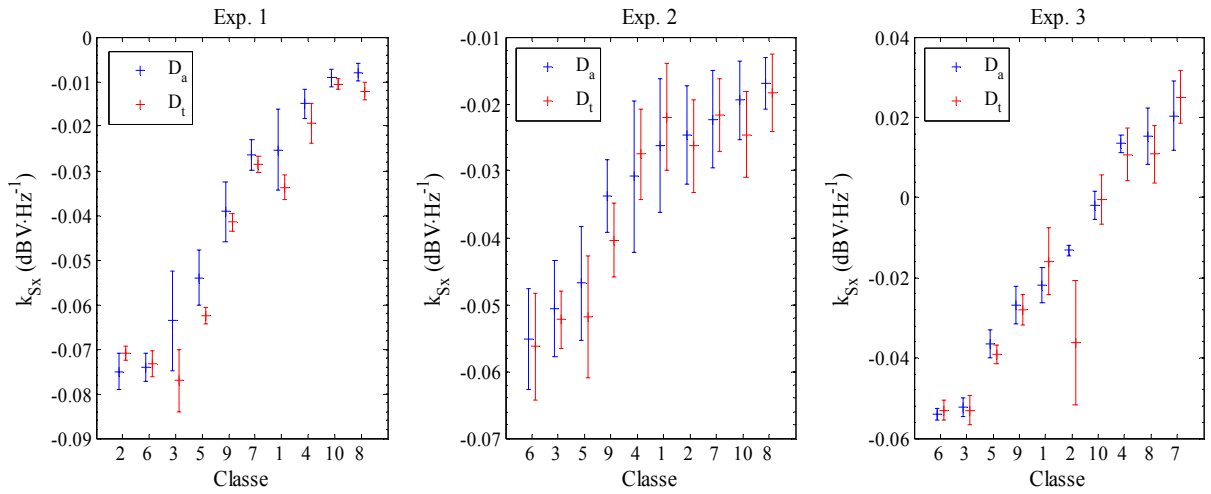 Exp. 1
0
-0.01
-0.02
-0.03
-0.04
-0.05
-0.06
-0.07
-0.08
-0.09
k_Sx (dBV·Hz⁻¹)
D_a
D_t
2 6 3 5 9 7 1 4 10 8
Classe
Exp. 2
-0.01
-0.02
-0.03
-0.04
-0.05
-0.06
-0.07
k_Sx (dBV·Hz⁻¹)
D_a
D_t
6 3 5 9 4 1 2 7 10 8
Classe
Exp. 3
0.04
0.02
0
-0.02
-0.04
-0.06
k_Sx (dBV·Hz⁻¹)
D_a
D_t
6 3 5 9 1 2 10 4 8 7
Classe